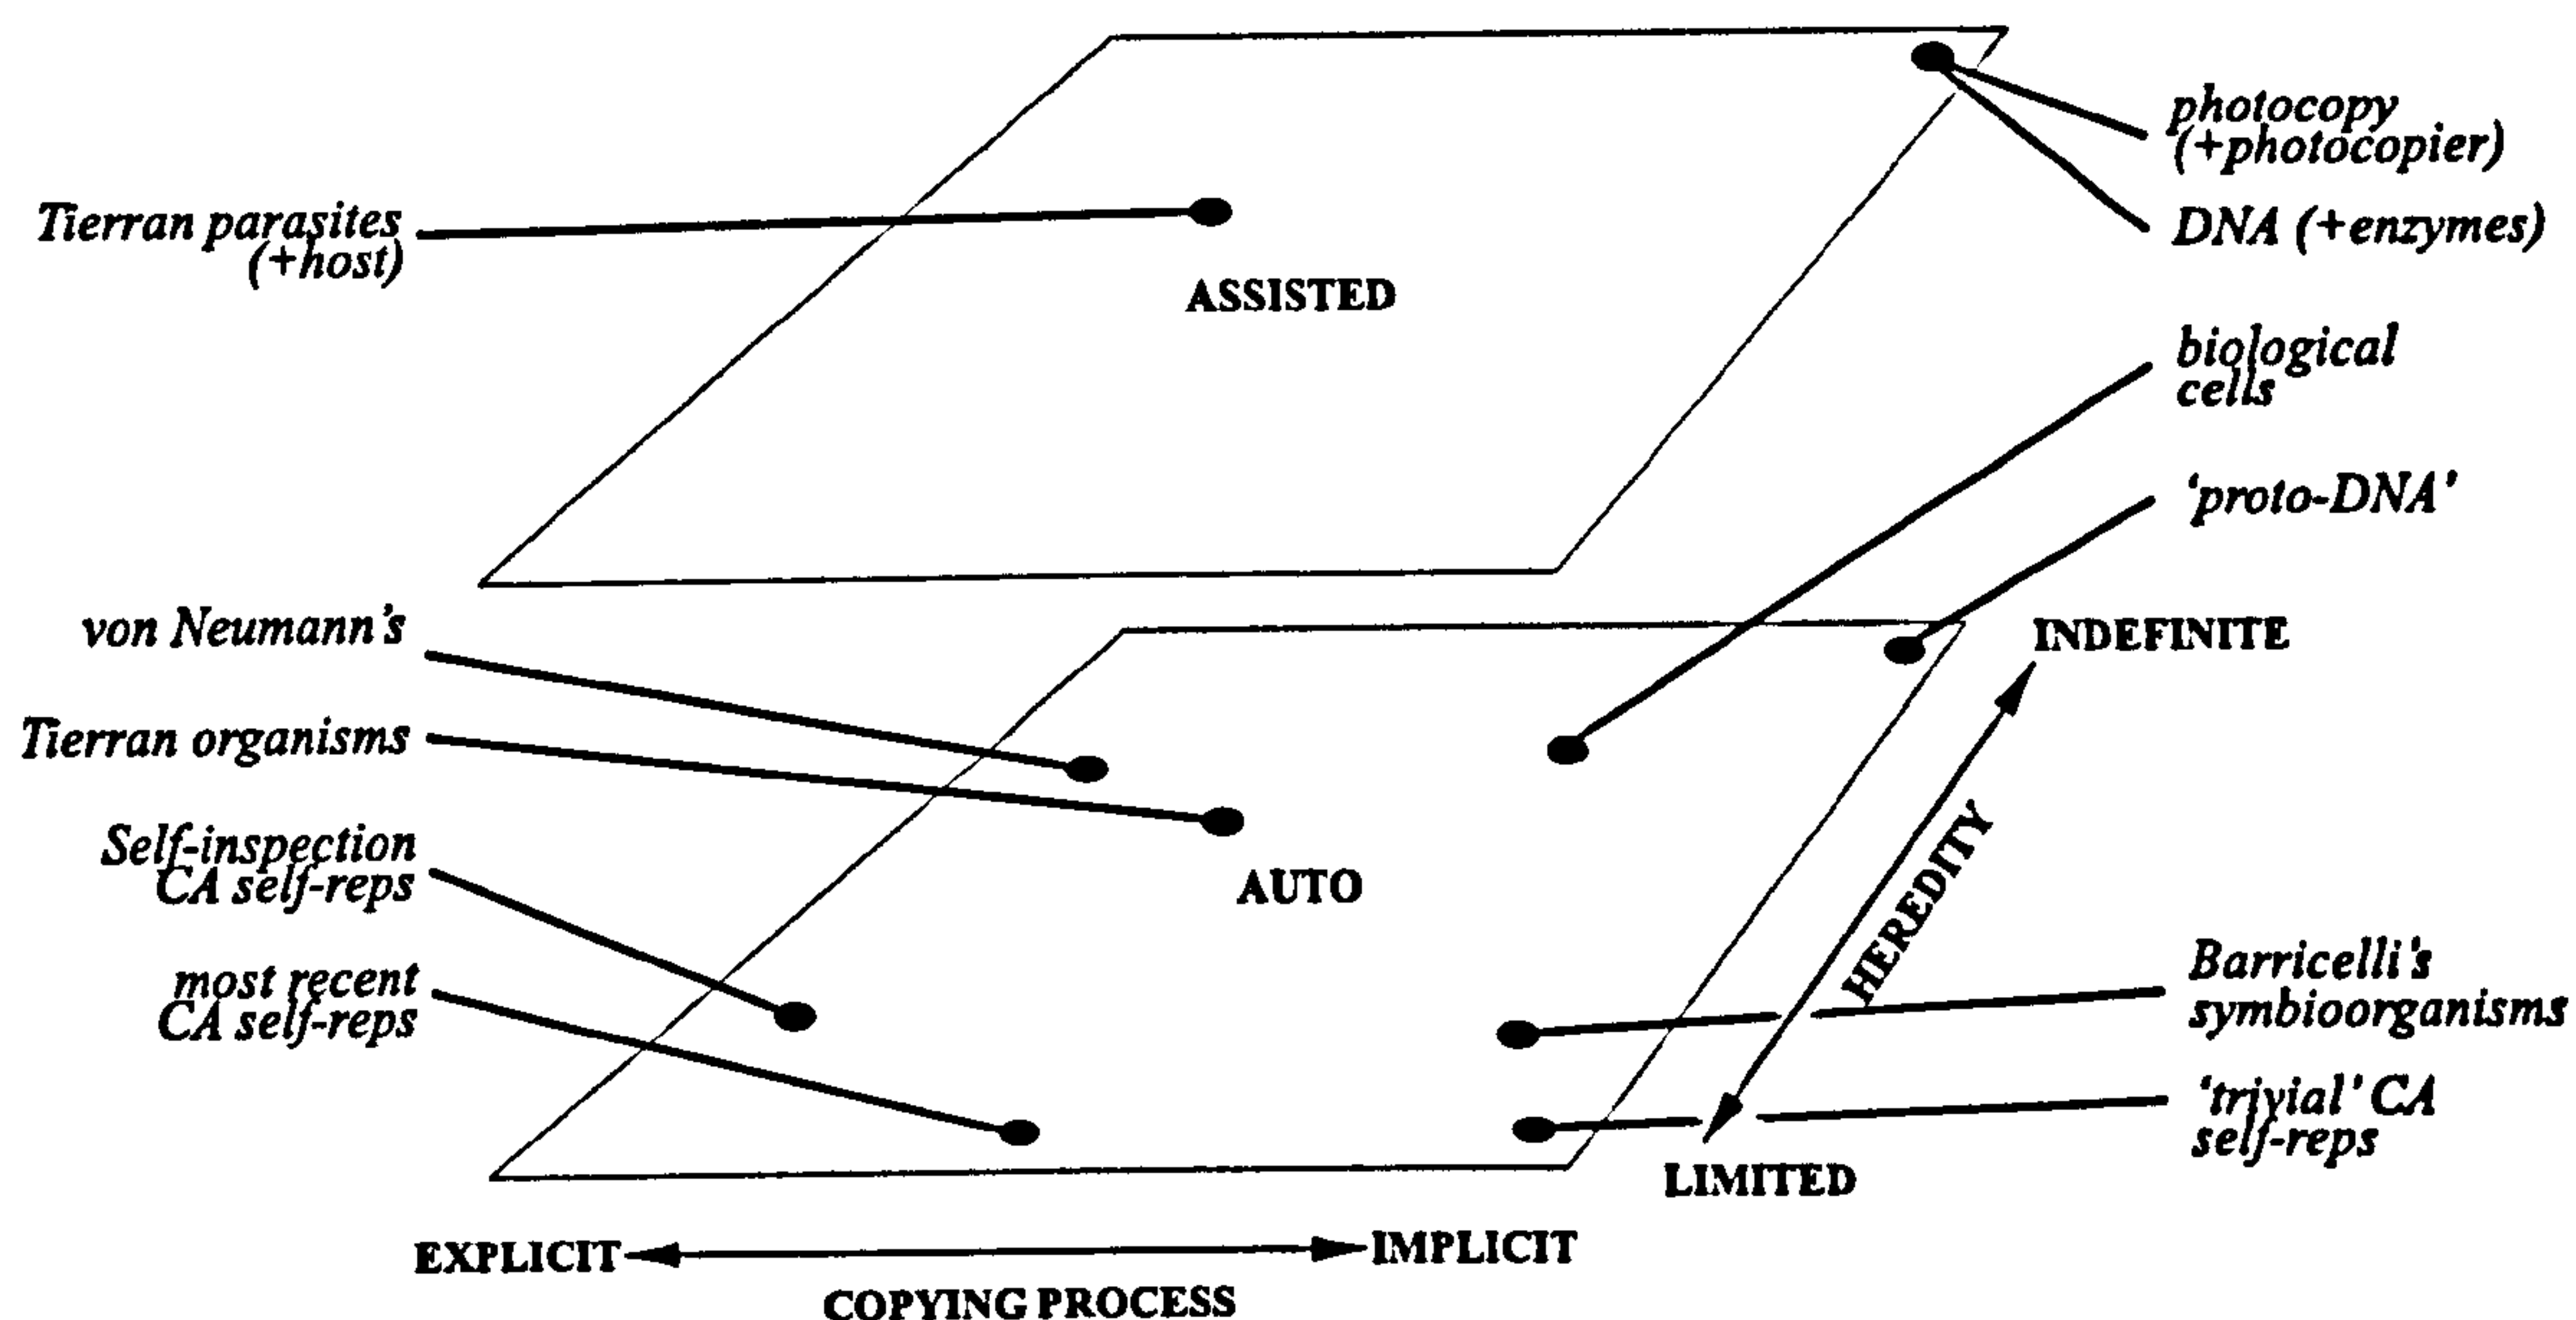 photocopy
(+photocopier)
Tierran parasites
(+host)
DNA (+enzymes)
ASSISTED
biological
cells
'proto-DNA'
von Neumann's
INDEFINITE
Tierran organisms
Self-inspection
CA self-reps
AUTO
HEREDITY
most recent
CA self-reps
Barricelli's
symbioorganisms
'trivial' CA
self-reps
LIMITED
EXPLICIT
IMPLICIT
COPYING PROCESS